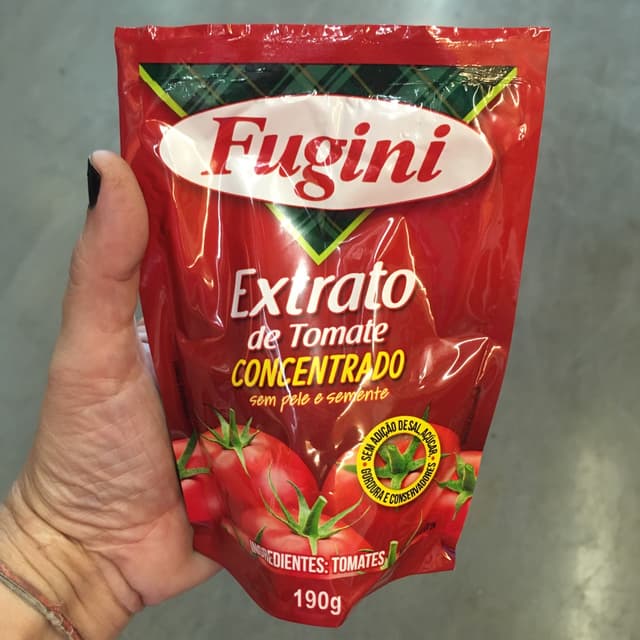 Fugini
Extrato
de Tomate
CONCENTRADO
sem pele e semente
SEM ADIÇÃO DE SAL, AÇÚCAR,
GORDURA E CONSERVADORES
INGREDIENTES: TOMATES
190g